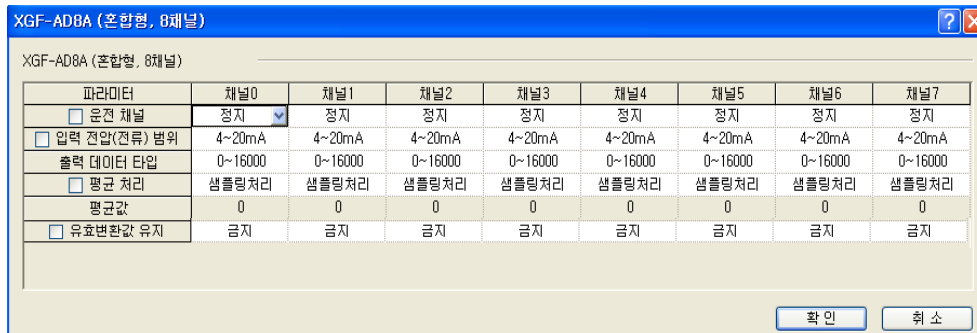 XGF-AD8A (혼합형, 8채널)
XGF-AD8A (혼합형, 8채널)
파라미터 채널0 채널1 채널2 채널3 채널4 채널5 채널6 채널7
운전 채널 정지 정지 정지 정지 정지 정지 정지 정지
입력 전압(전류) 범위 4~20mA 4~20mA 4~20mA 4~20mA 4~20mA 4~20mA 4~20mA 4~20mA
출력 데이터 타입 0~16000 0~16000 0~16000 0~16000 0~16000 0~16000 0~16000 0~16000
평균 처리 샘플링처리 샘플링처리 샘플링처리 샘플링처리 샘플링처리 샘플링처리 샘플링처리 샘플링처리
평균값 0 0 0 0 0 0 0 0
유효변환값 유지 금지 금지 금지 금지 금지 금지 금지 금지
확인 취소